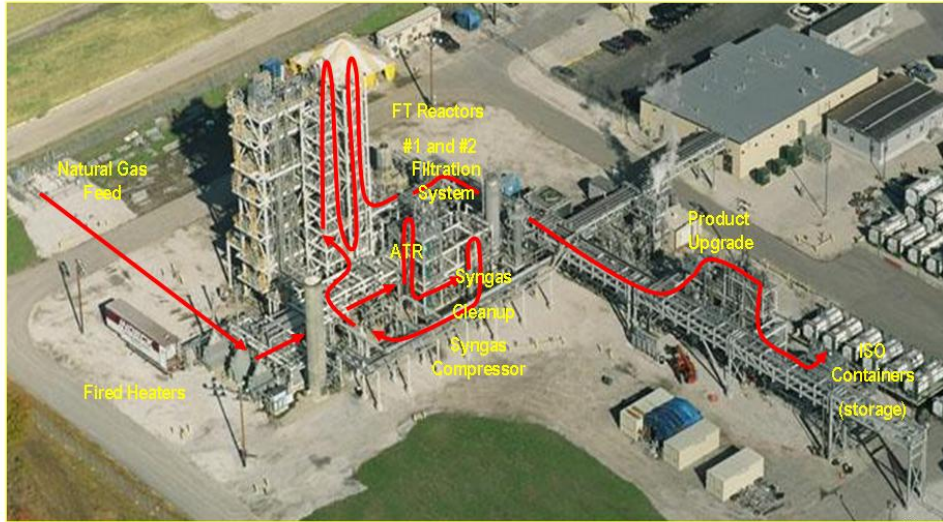 FT Reactors
#1 and #2
Filtration
System
Natural Gas
Feed
Product
Upgrade
ATR
Syngas
Cleanup
Syngas
Compressor
ISO
Containers
(storage)
Fired Heaters